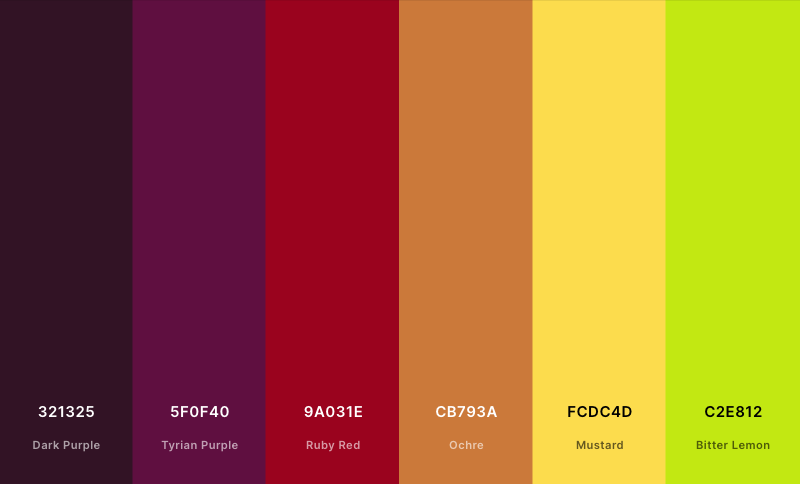 321325 5F0F40 9A031E CB793A FCDC4D C2E812
Dark Purple Tyrian Purple Ruby Red Ochre Mustard Bitter Lemon